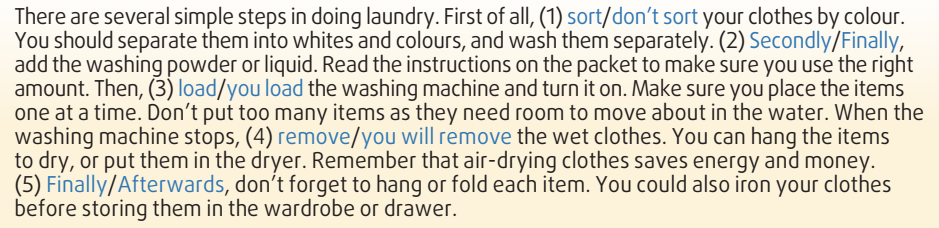 There are several simple steps in doing laundry. First of all, (1) sort/don't sort your clothes by colour.
You should separate them into whites and colours, and wash them separately. (2) Secondly/Finally,
add the washing powder or liquid. Read the instructions on the packet to make sure you use the right
amount. Then, (3) load/you load the washing machine and turn it on. Make sure you place the items
one at a time. Don't put too many items as they need room to move about in the water. When the
washing machine stops, (4) remove/you will remove the wet clothes. You can hang the items
to dry, or put them in the dryer. Remember that air-drying clothes saves energy and money.
(5) Finally/Afterwards, don't forget to hang or fold each item. You could also iron your clothes
before storing them in the wardrobe or drawer.